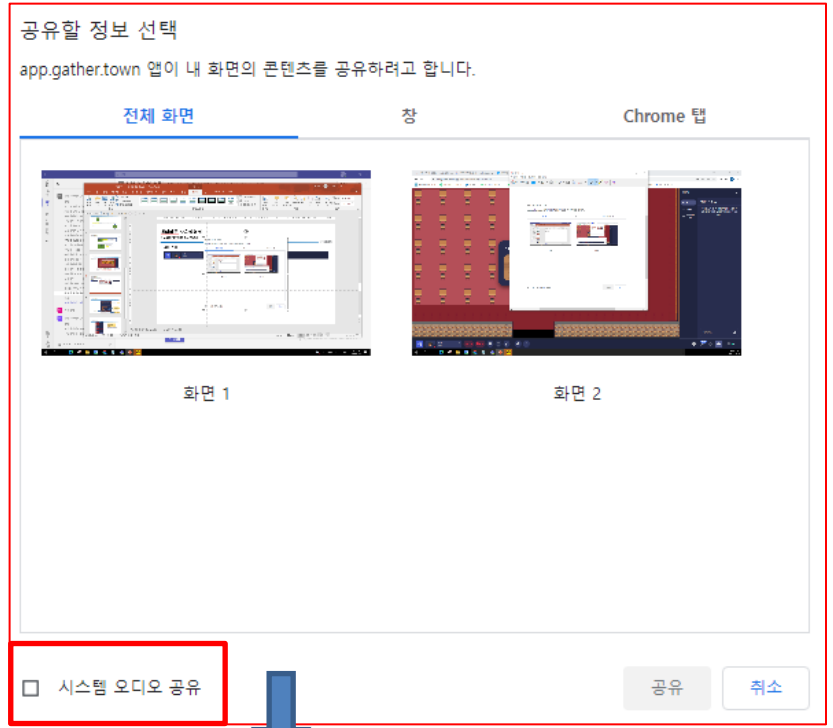 공유할 정보 선택
app.gather.town 앱이 내 화면의 콘텐츠를 공유하려고 합니다.
전체 화면
창
Chrome 탭
화면 1
화면 2
시스템 오디오 공유
공유
취소